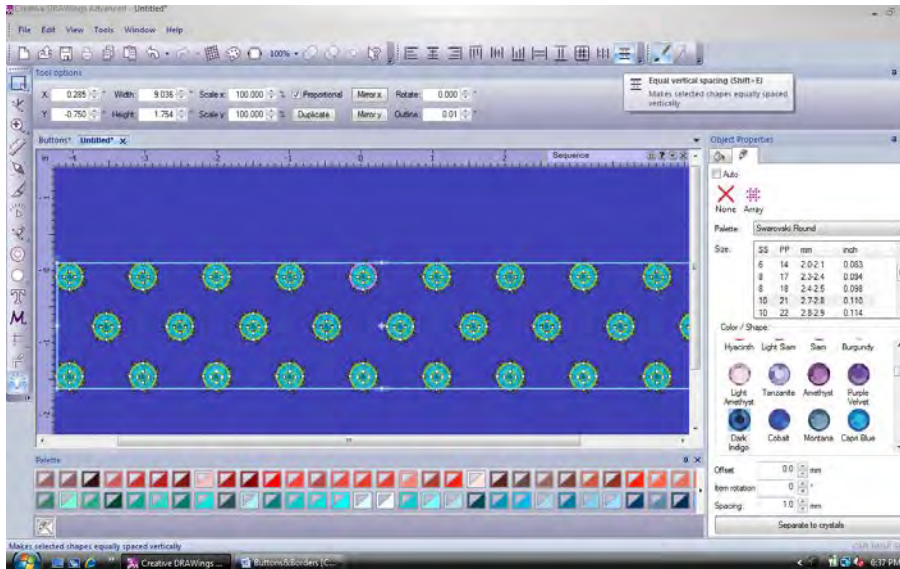 Creative DRAWings Advanced - Untitled*
File Edit View Tools Window Help
100%
Tool options
X: 0.285 " Width: 9.036 " Scale x: 100.000 % Proportional Mirror x Rotate: 0.000 °
Y: -0.750 " Height: 1.754 " Scale y: 100.000 % Duplicate Mirror y Outline: 0.01 "
Equal vertical spacing (Shift+E)
Makes selected shapes equally spaced
vertically
Buttons* Untitled* x
Object Properties
in -4 -3 -2 -1 0 1 2 Sequence
Auto
None Array
Palette: Swarovski Round
Size: SS PP mm inch
6 14 2.0-2.1 0.083
8 17 2.3-2.4 0.094
8 18 2.4-2.5 0.098
10 21 2.7-2.8 0.110
10 22 2.8-2.9 0.114
Color / Shape:
Hyacinth Light Siam Siam Burgundy
Light Amethyst Tanzanite Amethyst Purple Velvet
Dark Indigo Cobalt Montana Capri Blue
Palette
Offset: 0.0 mm
Item rotation: 0 °
Spacing: 1.0 mm
Separate to crystals
Makes selected shapes equally spaced vertically
Creative DRAWings ... Buttons&Borders [C... 6:37 PM